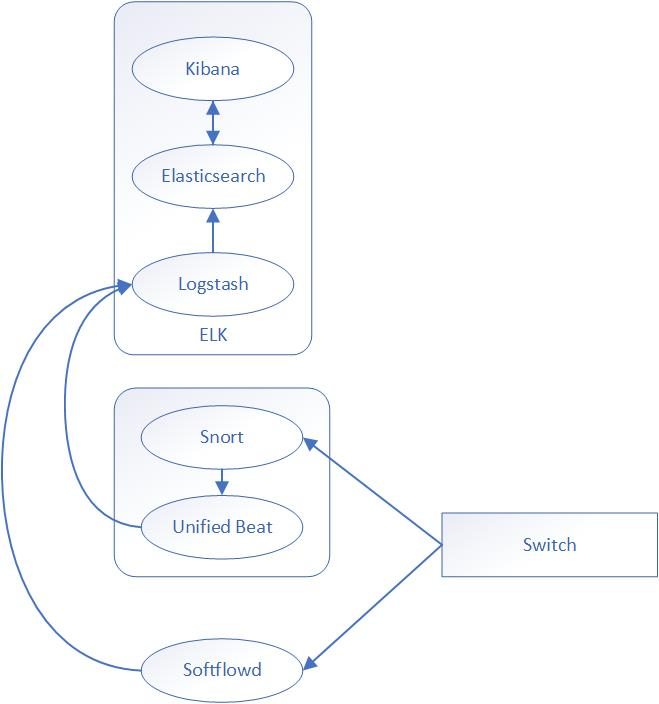 Kibana
Elasticsearch
Logstash
ELK
Snort
Unified Beat
Switch
Softflowd